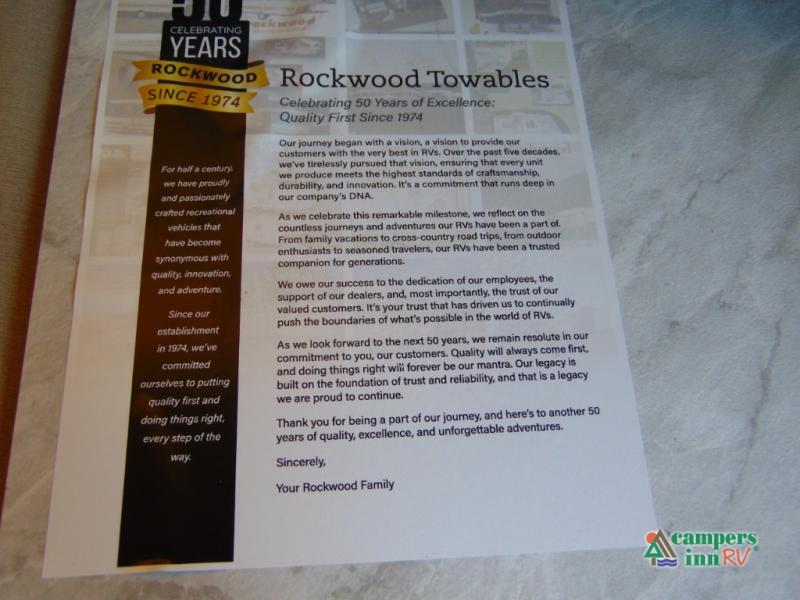 50
CELEBRATING
YEARS
ROCKWOOD
SINCE 1974
For half a century,
we have proudly
and passionately
crafted recreational
vehicles that
have become
synonymous with
quality, innovation,
and adventure.
Since our
establishment
in 1974, we've
committed
ourselves to putting
quality first and
doing things right,
every step of the
way.
rockwood
Rockwood Towables
Celebrating 50 Years of Excellence:
Quality First Since 1974
Our journey began with a vision, a vision to provide our
customers with the very best in RVs. Over the past five decades,
we've tirelessly pursued that vision, ensuring that every unit
we produce meets the highest standards of craftsmanship,
durability, and innovation. It's a commitment that runs deep in
our company's DNA.
As we celebrate this remarkable milestone, we reflect on the
countless journeys and adventures our RVs have been a part of.
From family vacations to cross-country road trips, from outdoor
enthusiasts to seasoned travelers, our RVs have been a trusted
companion for generations.
We owe our success to the dedication of our employees, the
support of our dealers, and, most importantly, the trust of our
valued customers. It's your trust that has driven us to continually
push the boundaries of what's possible in the world of RVs.
As we look forward to the next 50 years, we remain resolute in our
commitment to you, our customers. Quality will always come first,
and doing things right will forever be our mantra. Our legacy is
built on the foundation of trust and reliability, and that is a legacy
we are proud to continue.
Thank you for being a part of our journey, and here's to another 50
years of quality, excellence, and unforgettable adventures.
Sincerely,
Your Rockwood Family
campers
inn RV